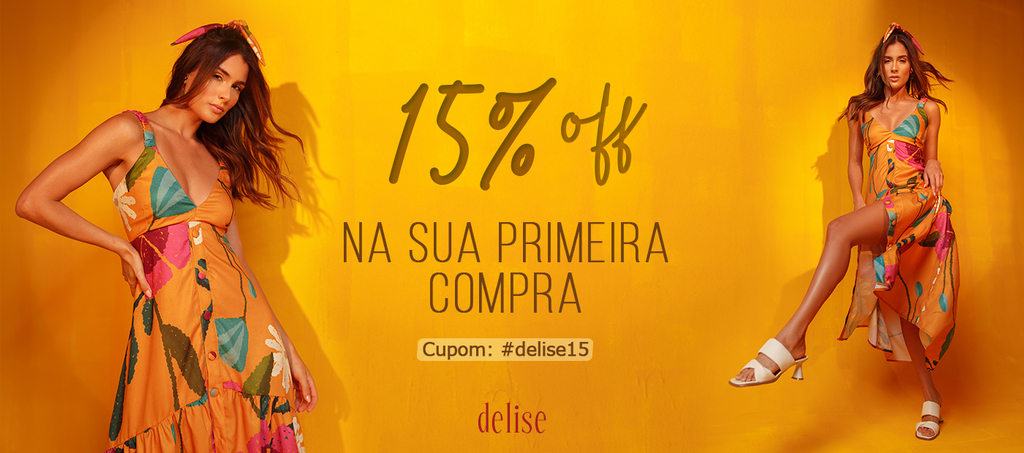 15% off
NA SUA PRIMEIRA
COMPRA
Cupom: #delise15
delise